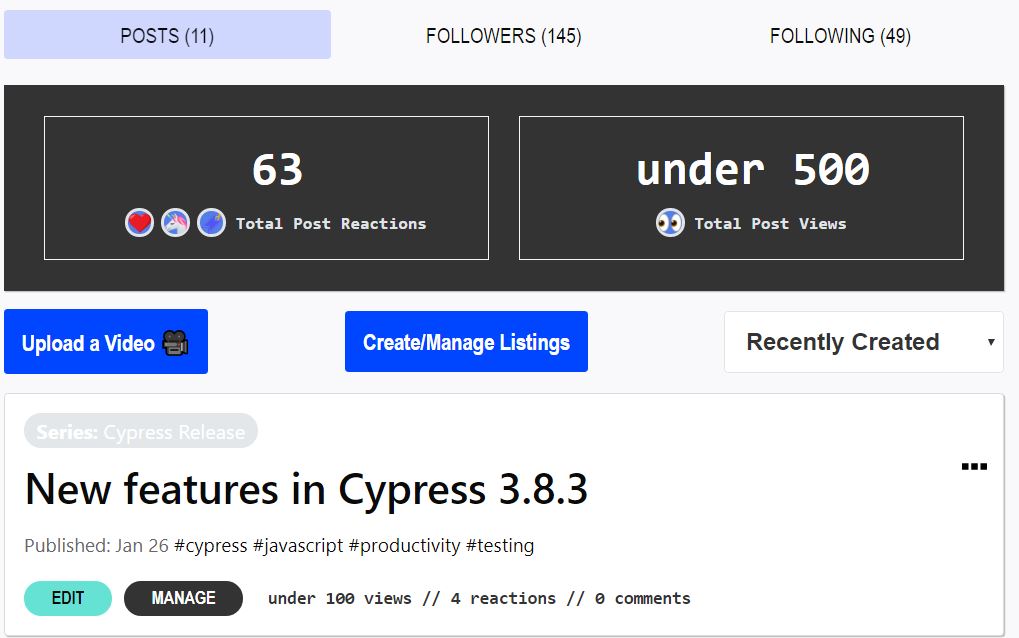 POSTS (11) FOLLOWERS (145) FOLLOWING (49)
63
Total Post Reactions
under 500
Total Post Views
Upload a Video Create/Manage Listings Recently Created
Series: Cypress Release
New features in Cypress 3.8.3
Published: Jan 26 #cypress #javascript #productivity #testing
EDIT MANAGE under 100 views // 4 reactions // 0 comments